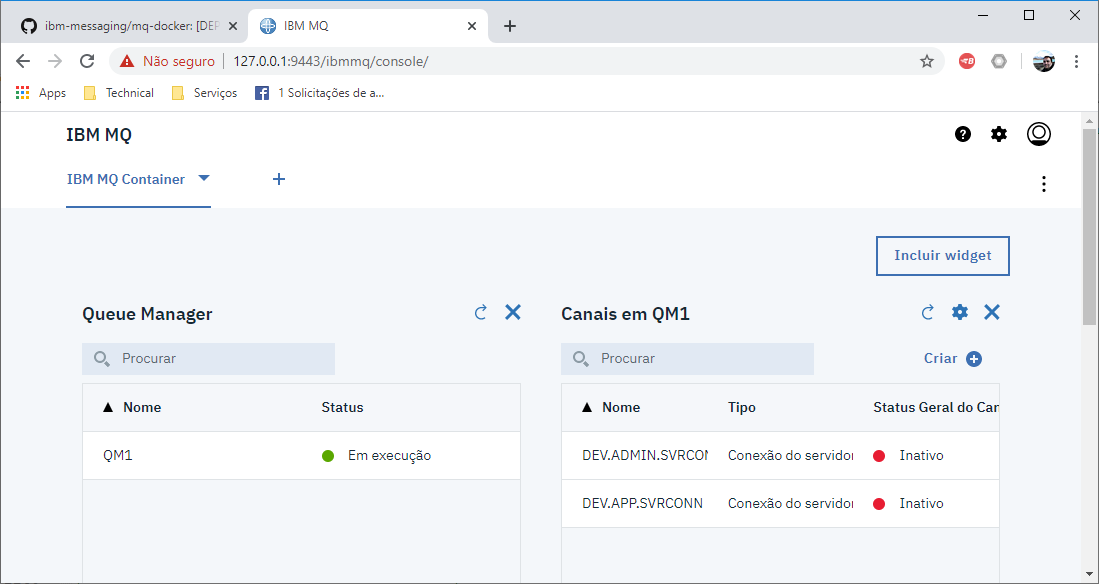 ibm-messaging/mq-docker: [DEP
IBM MQ
Não seguro | 127.0.0.1:9443/ibmmq/console/
Apps Technical Serviços 1 Solicitações de a...
IBM MQ
IBM MQ Container
Incluir widget
Queue Manager
Procurar
Nome Status
QM1 Em execução
Canais em QM1
Procurar Criar
Nome Tipo Status Geral do Can
DEV.ADMIN.SVRCON Conexão do servidor Inativo
DEV.APP.SVRCONN Conexão do servidor Inativo